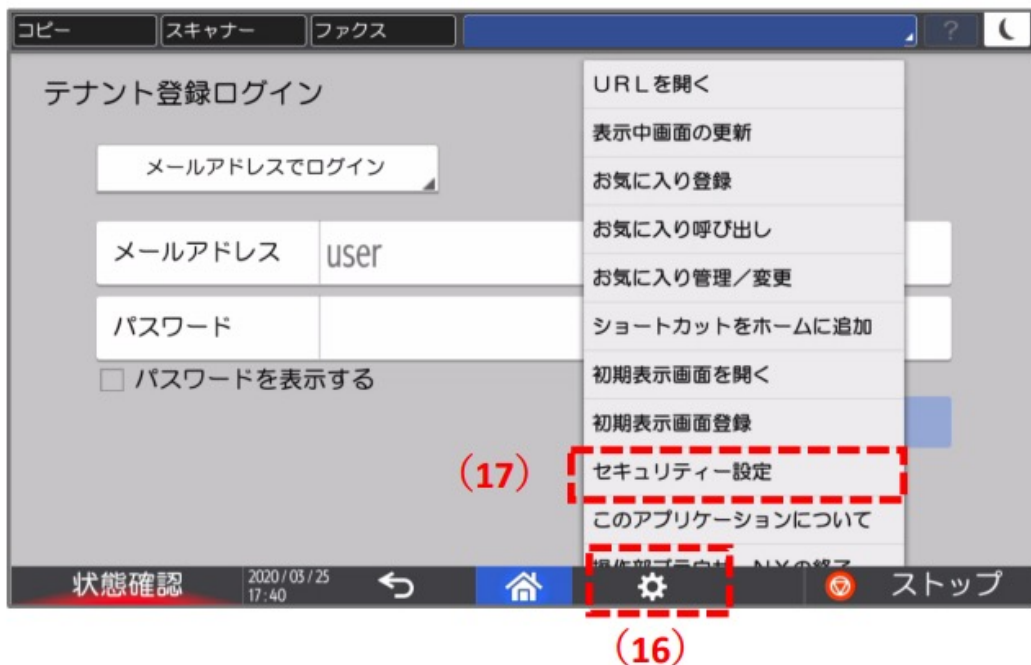 コピー
スキャナー
ファクス
?
テナント登録ログイン
メールアドレスでログイン
メールアドレス user
パスワード
パスワードを表示する
URLを開く
表示中画面の更新
お気に入り登録
お気に入り呼び出し
お気に入り管理/変更
ショートカットをホームに追加
初期表示画面を開く
初期表示画面登録
(17)
セキュリティー設定
このアプリケーションについて
状態確認
2020/03/25
17:40
ストップ
(16)